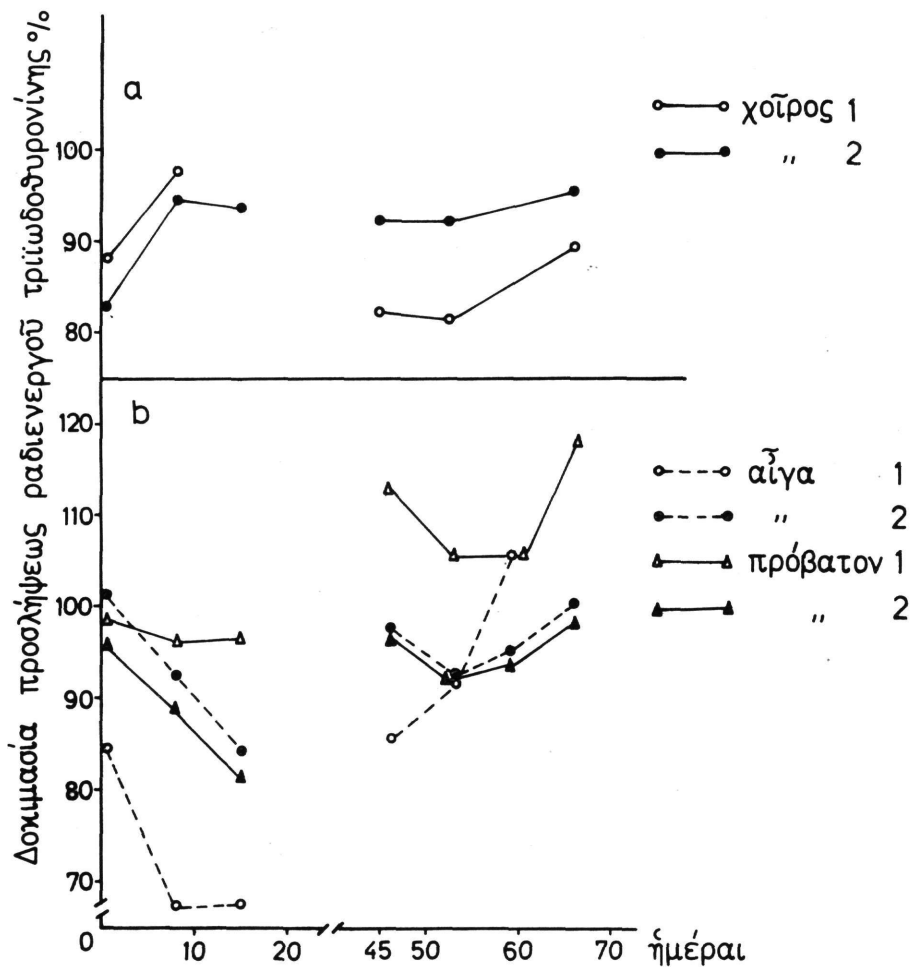 Δοκιμασία προσλήψεως ραδιενεργοῦ τριϊωδοθυρονίνης %
a
100
90
80
χοῖρος 1
,, 2
b
120
110
100
90
80
70
0
αἶγα 1
,, 2
πρόβατον 1
,, 2
10 20 45 50 60 70 ἡμέραι